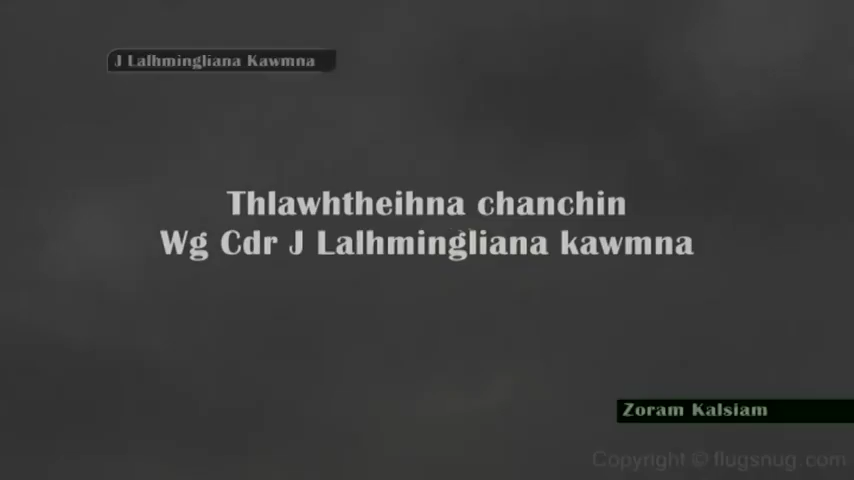 J Lalhmingliana Kawmna
Thlawhtheihna chanchin
Wg Cdr J Lalhmingliana kawmna
Zoram Kalsiam
Copyright © flugsnug.com